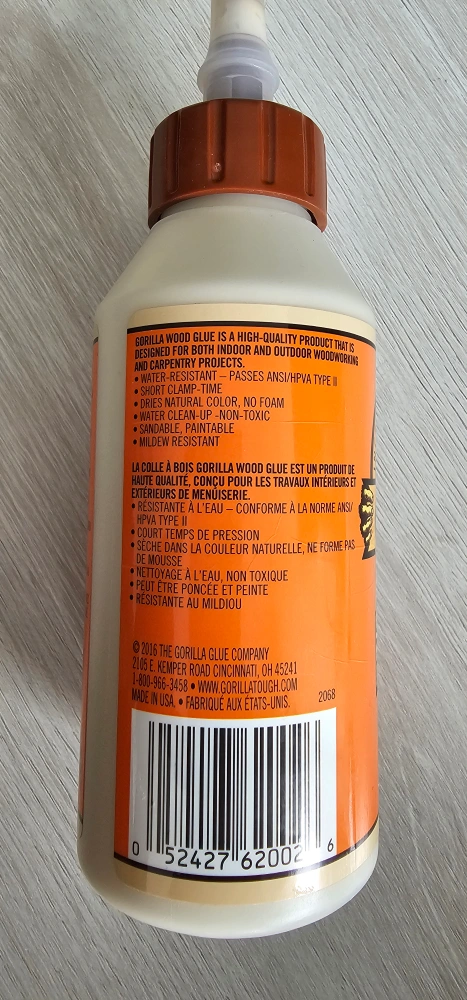 GORILLA WOOD GLUE IS A HIGH-QUALITY PRODUCT THAT IS
DESIGNED FOR BOTH INDOOR AND OUTDOOR WOODWORKING
AND CARPENTRY PROJECTS.
• WATER-RESISTANT – PASSES ANSI/HPVA TYPE II
• SHORT CLAMP-TIME
• DRIES NATURAL COLOR, NO FOAM
• WATER CLEAN-UP -NON-TOXIC
• SANDABLE, PAINTABLE
• MILDEW RESISTANT
LA COLLE À BOIS GORILLA WOOD GLUE EST UN PRODUIT DE
HAUTE QUALITÉ, CONÇU POUR LES TRAVAUX INTÉRIEURS ET
EXTÉRIEURS DE MENUISERIE.
• RÉSISTANTE À L'EAU – CONFORME À LA NORME ANSI/
HPVA TYPE II
• COURT TEMPS DE PRESSION
• SÈCHE DANS LA COULEUR NATURELLE, NE FORME PAS
DE MOUSSE
• NETTOYAGE À L'EAU, NON TOXIQUE
• PEUT ÊTRE PONCÉE ET PEINTE
• RÉSISTANTE AU MILDIOU
© 2016 THE GORILLA GLUE COMPANY
2105 E. KEMPER ROAD CINCINNATI, OH 45241
1-800-966-3458 • WWW.GORILLATOUGH.COM
MADE IN USA. • FABRIQUÉ AUX ÉTATS-UNIS. 2068
0 52427 62002 6